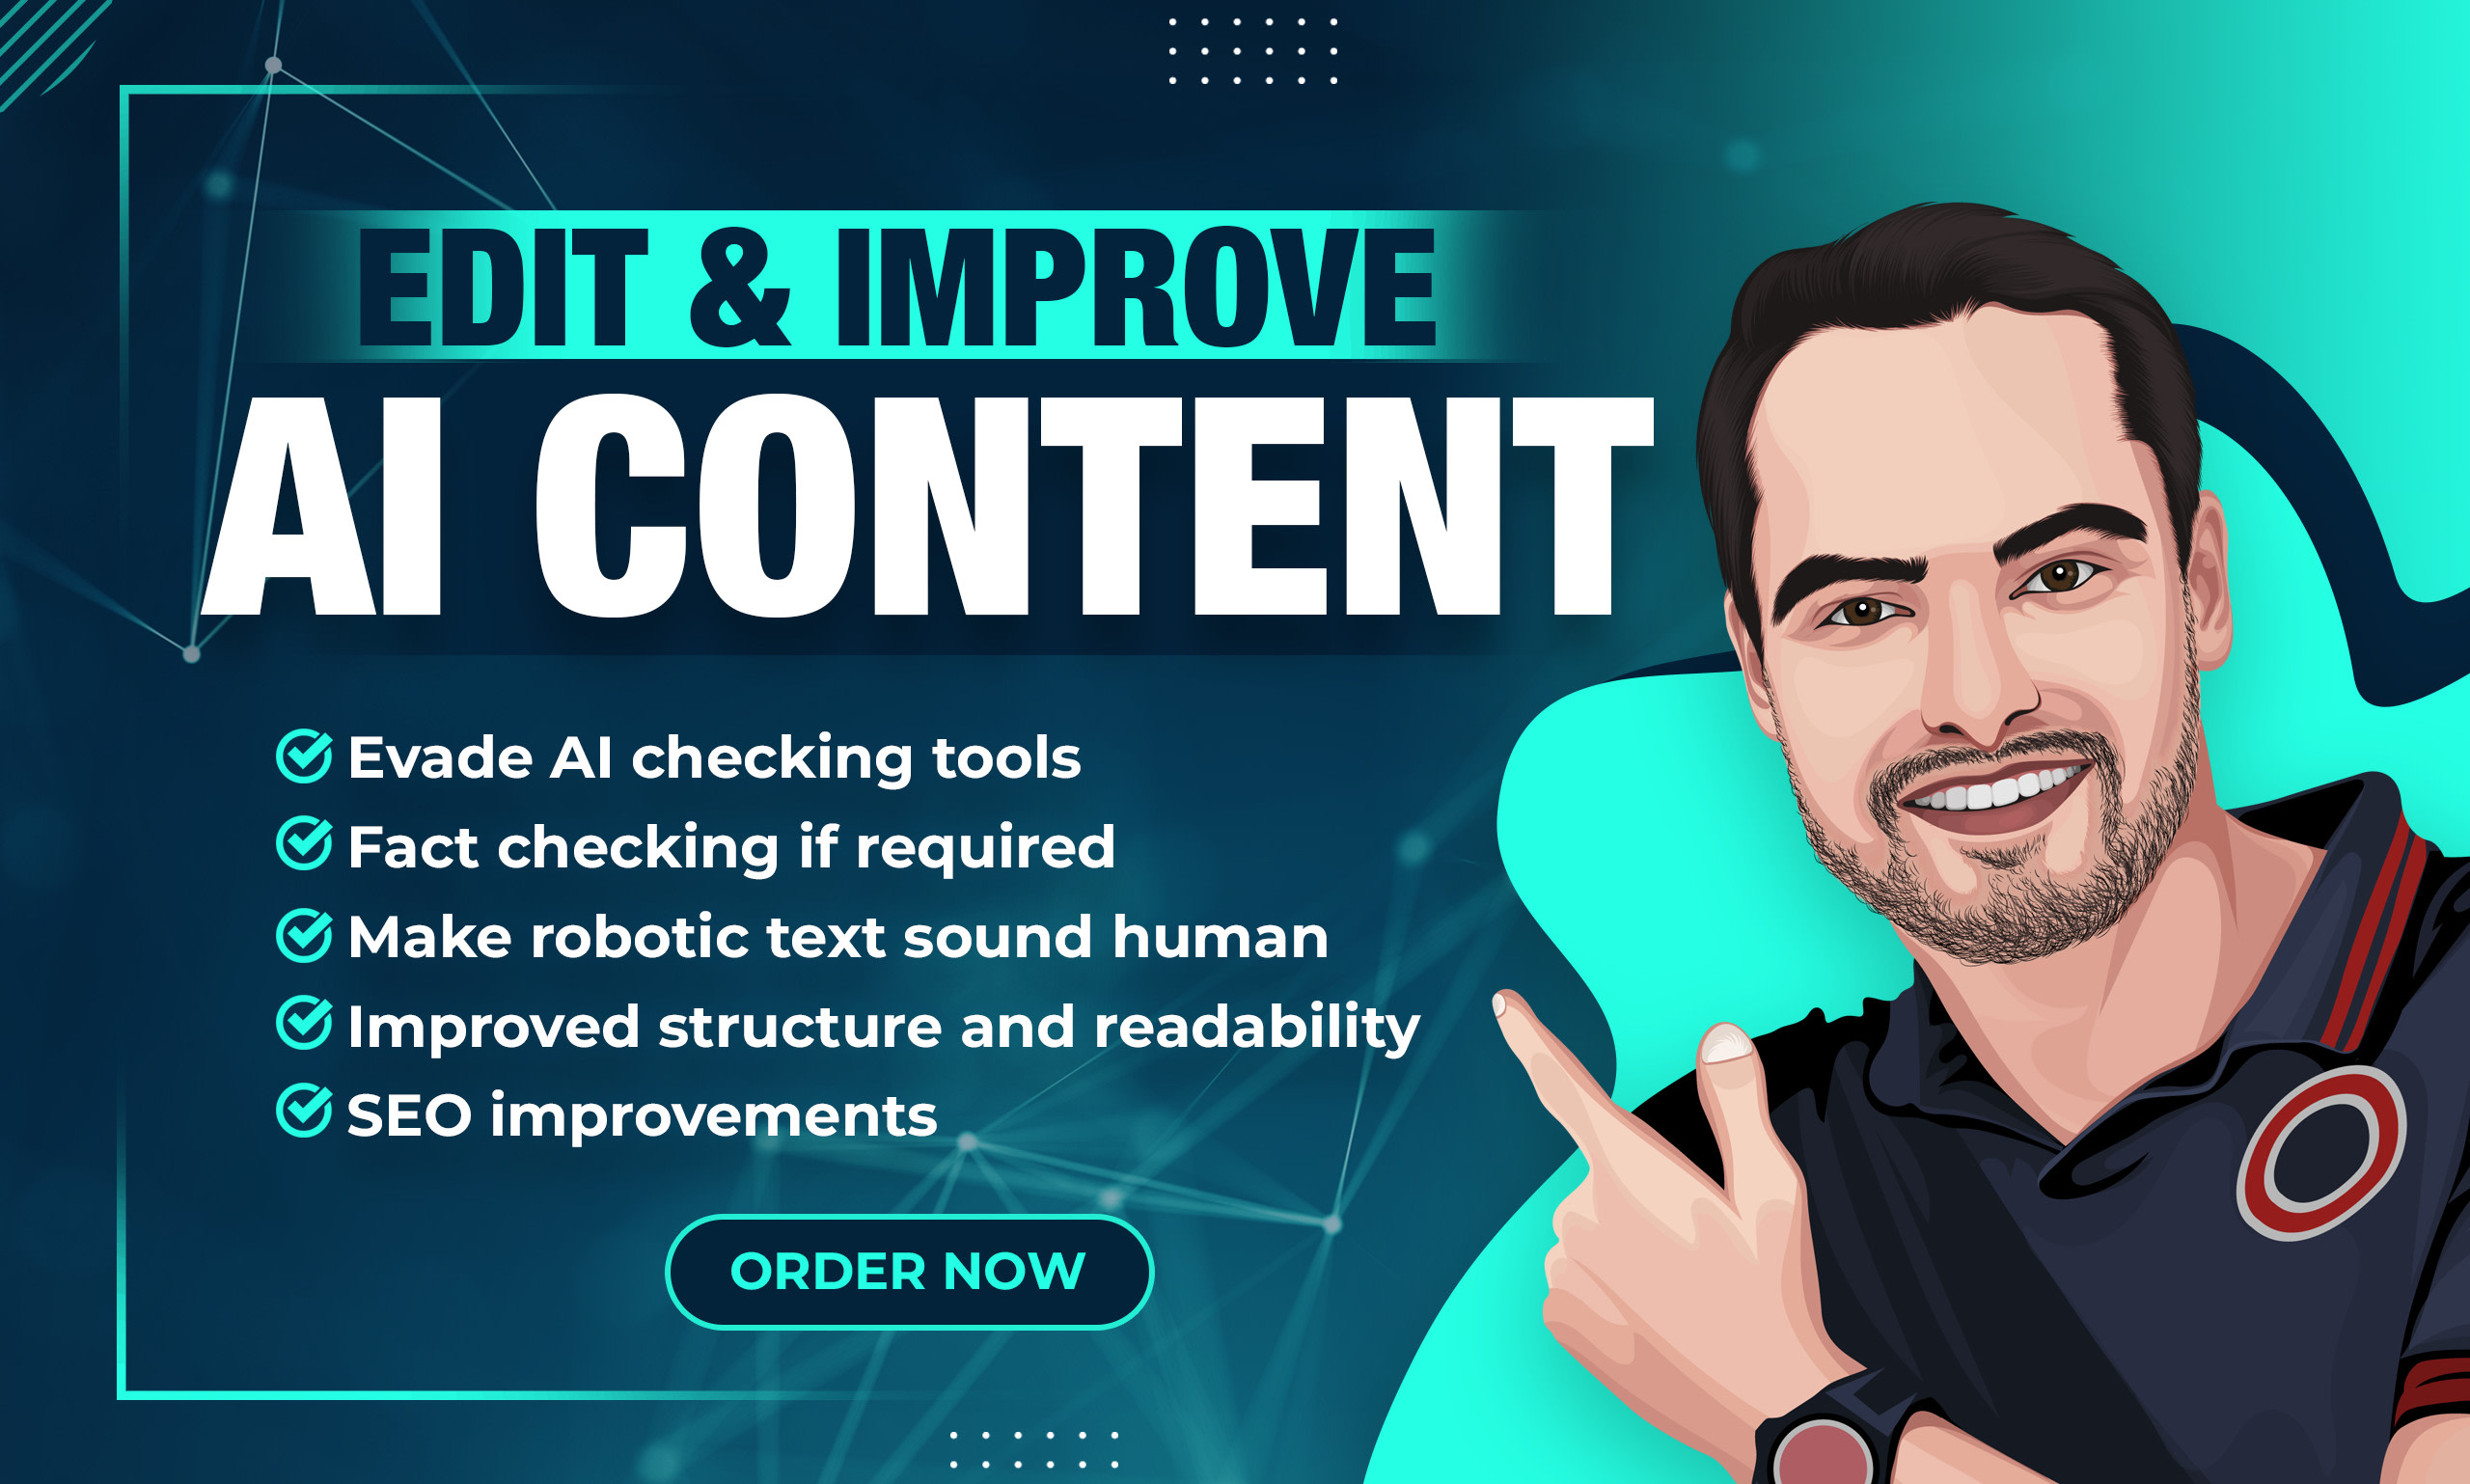 EDIT & IMPROVE
AI CONTENT
Evade AI checking tools
Fact checking if required
Make robotic text sound human
Improved structure and readability
SEO improvements
ORDER NOW